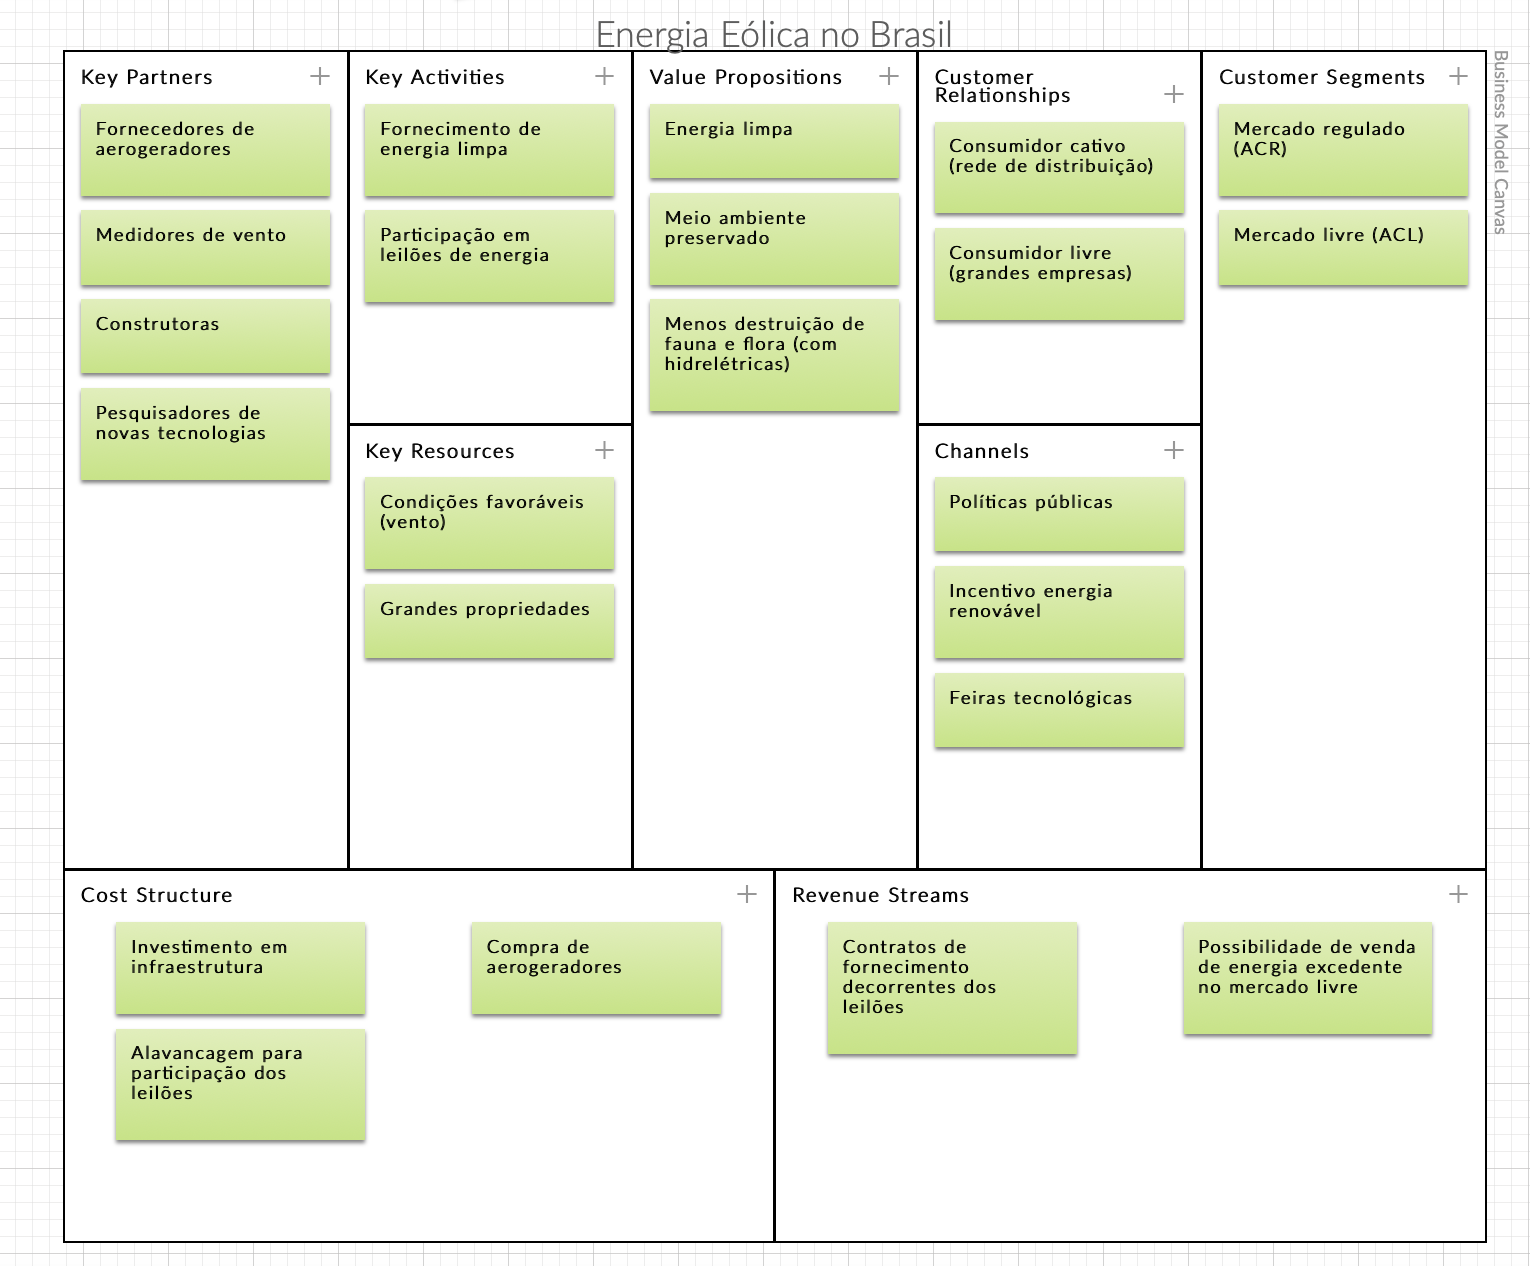 Energia Eólica no Brasil
Business Model Canvas
Key Partners
Fornecedores de
aerogeradores
Medidores de vento
Construtoras
Pesquisadores de
novas tecnologias
Key Activities
Fornecimento de
energia limpa
Participação em
leilões de energia
Key Resources
Condições favoráveis
(vento)
Grandes propriedades
Value Propositions
Energia limpa
Meio ambiente
preservado
Menos destruição de
fauna e flora (com
hidrelétricas)
Customer
Relationships
Consumidor cativo
(rede de distribuição)
Consumidor livre
(grandes empresas)
Channels
Políticas públicas
Incentivo energia
renovável
Feiras tecnológicas
Customer Segments
Mercado regulado
(ACR)
Mercado livre (ACL)
Cost Structure
Investimento em
infraestrutura
Compra de
aerogeradores
Alavancagem para
participação dos
leilões
Revenue Streams
Contratos de
fornecimento
decorrentes dos
leilões
Possibilidade de venda
de energia excedente
no mercado livre